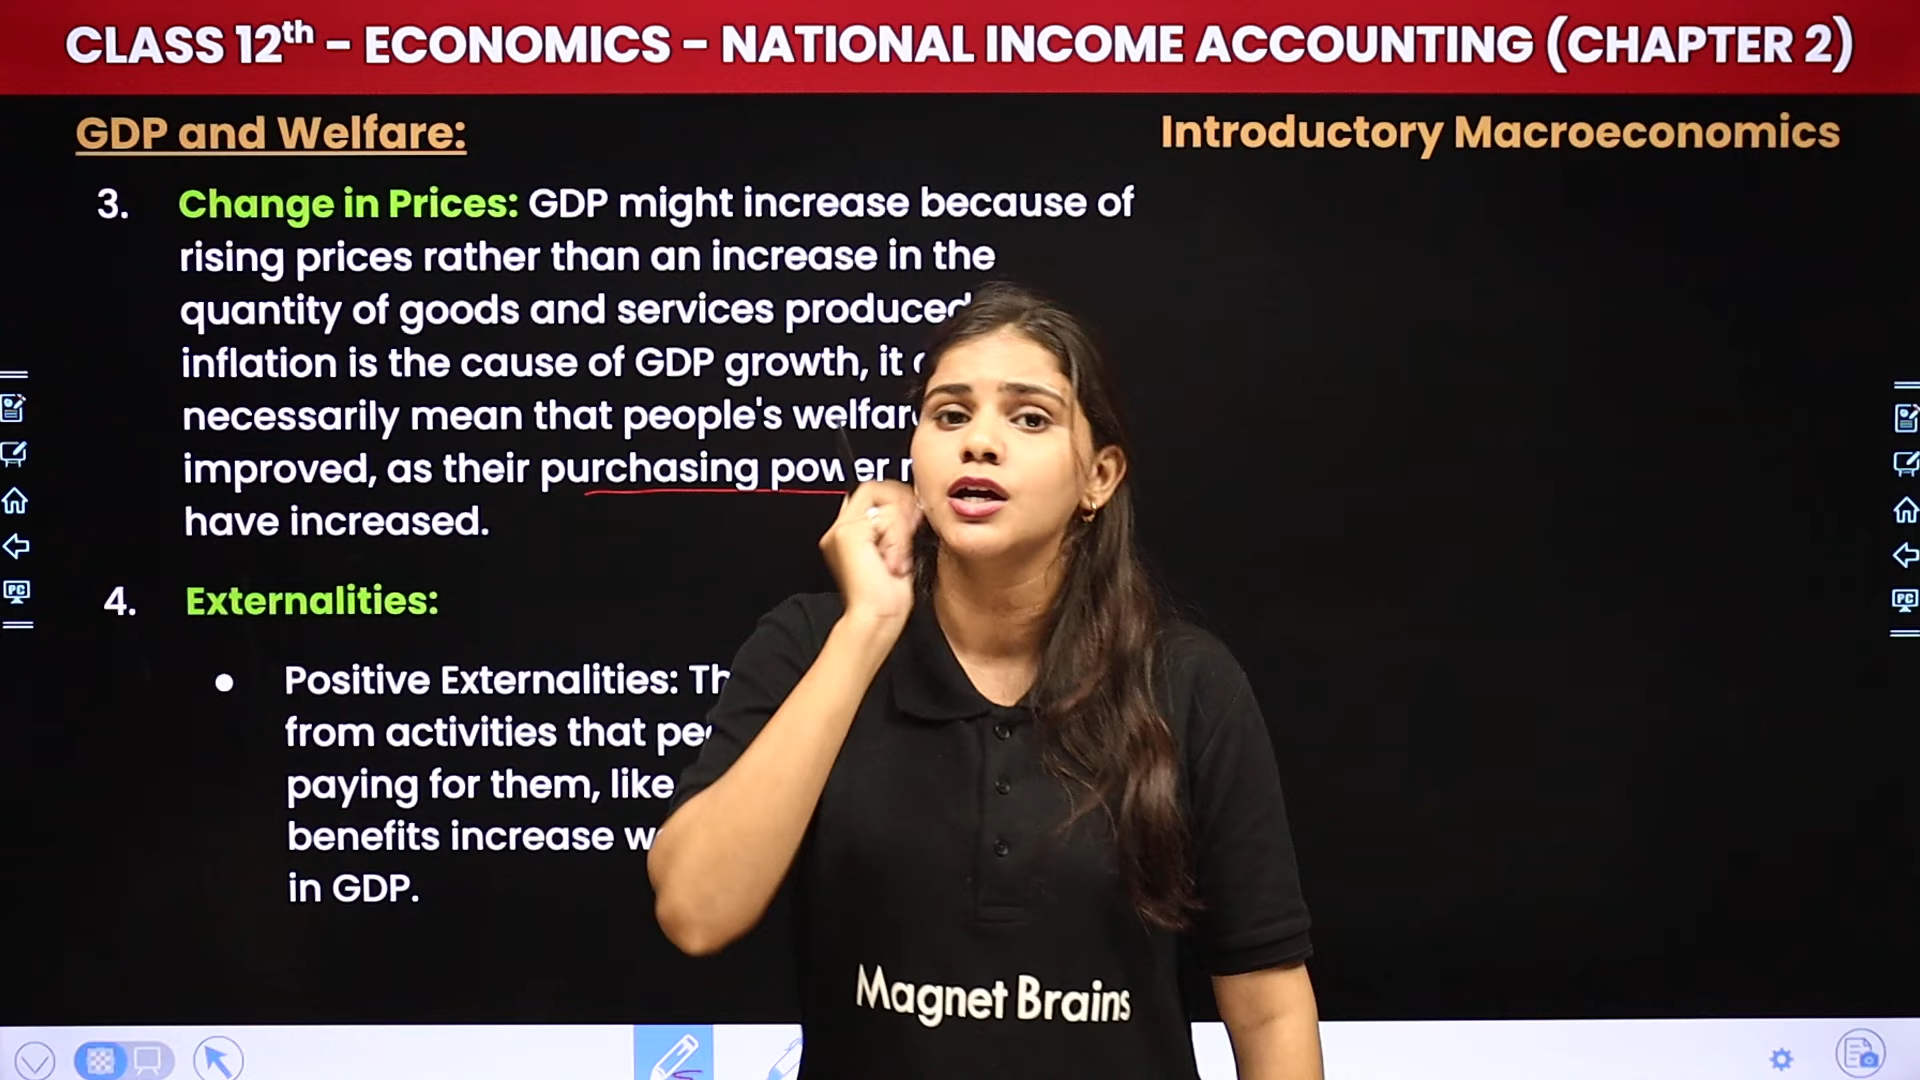 CLASS 12th – ECONOMICS – NATIONAL INCOME ACCOUNTING (CHAPTER 2)
GDP and Welfare:
Introductory Macroeconomics
3. Change in Prices: GDP might increase because of
rising prices rather than an increase in the
quantity of goods and services produced
inflation is the cause of GDP growth, it
necessarily mean that people's
improved, as their purchasing power
have increased.
4. Externalities:
● Positive Externalities:
from activities that
paying for them, like
benefits increase
in GDP.
Magnet Brains
PC
PC